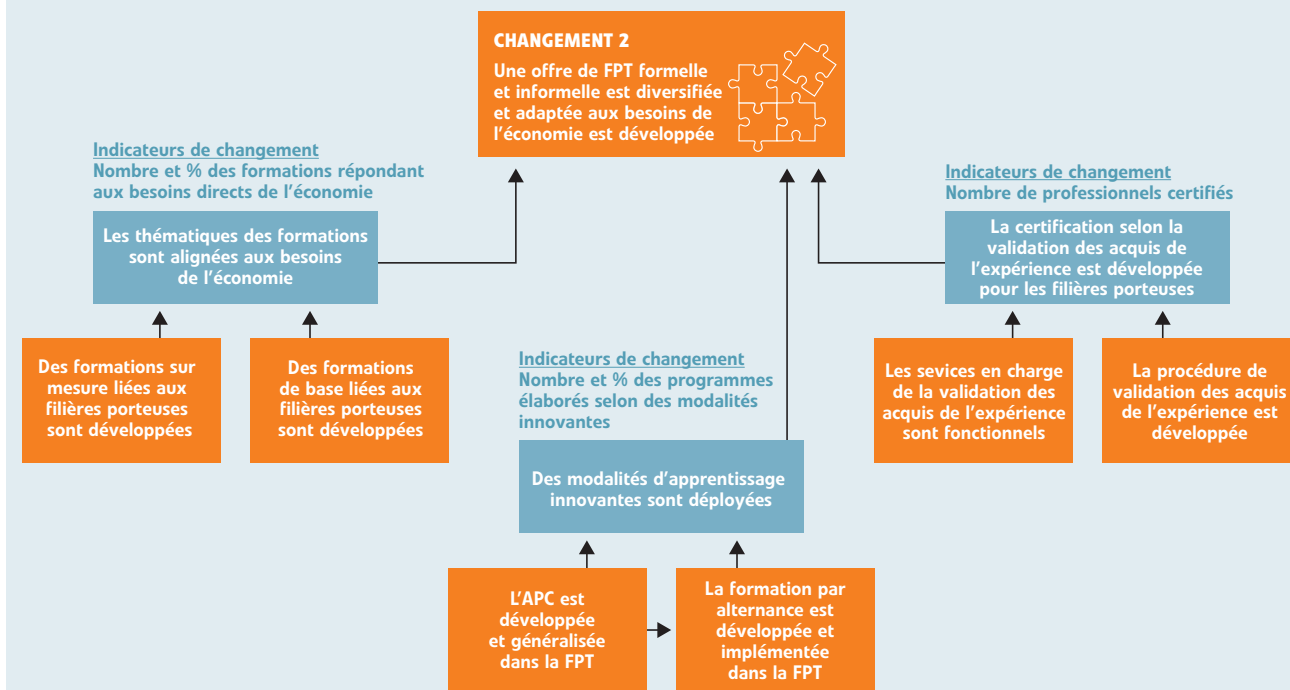 CHANGEMENT 2
Une offre de FPT formelle
et informelle est diversifiée
et adaptée aux besoins de
l'économie est développée
Indicateurs de changement
Nombre et % des formations répondant
aux besoins directs de l'économie
Les thématiques des formations
sont alignées aux besoins
de l'économie
Des formations sur
mesure liées aux
filières porteuses
sont développées
Des formations
de base liées aux
filières porteuses
sont développées
Indicateurs de changement
Nombre et % des programmes
élaborés selon des modalités
innovantes
Des modalités d'apprentissage
innovantes sont déployées
L'APC est
développée
et généralisée
dans la FPT
La formation par
alternance est
développée et
implémentée
dans la FPT
Indicateurs de changement
Nombre de professionnels certifiés
La certification selon la
validation des acquis de
l'expérience est développée
pour les filières porteuses
Les sevices en charge
de la validation des
acquis de l'expérience
sont fonctionnels
La procédure de
validation des acquis
de l'expérience est
développée